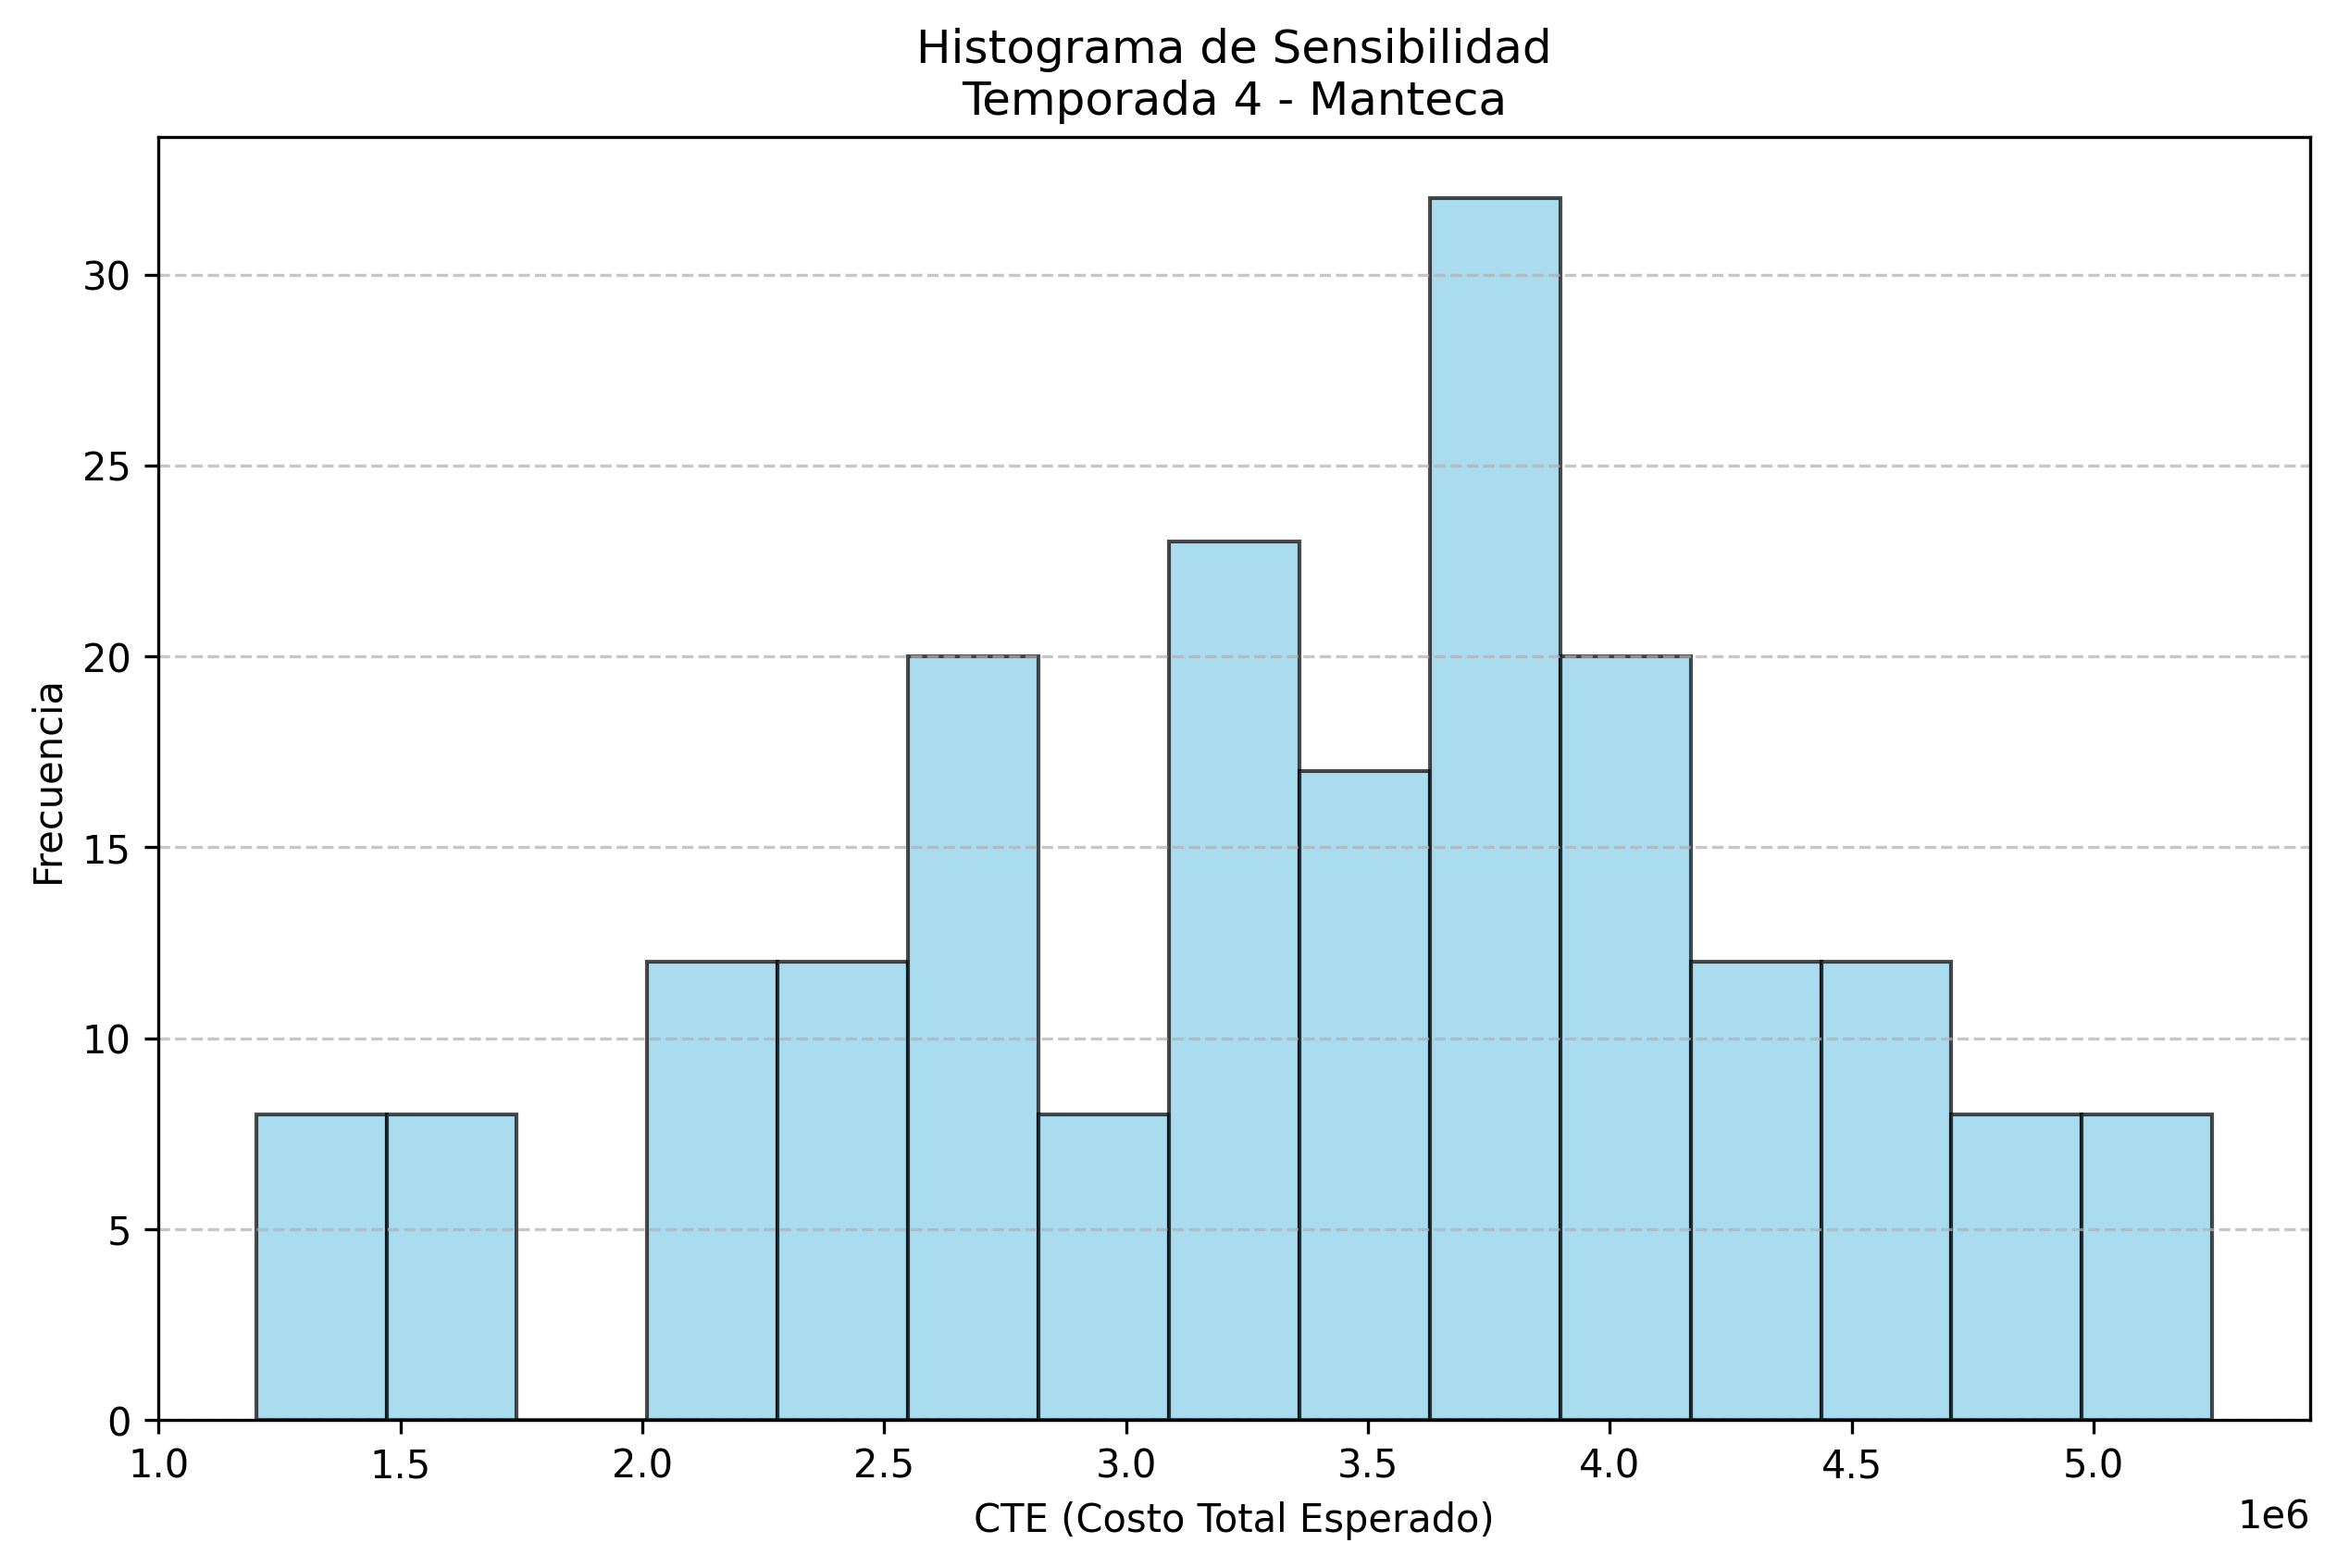 Histograma de Sensibilidad
Temporada 4 - Manteca
Frecuencia
30
25
20
15
10
5
0
1.0 1.5 2.0 2.5 3.0 3.5 4.0 4.5 5.0
1e6
CTE (Costo Total Esperado)